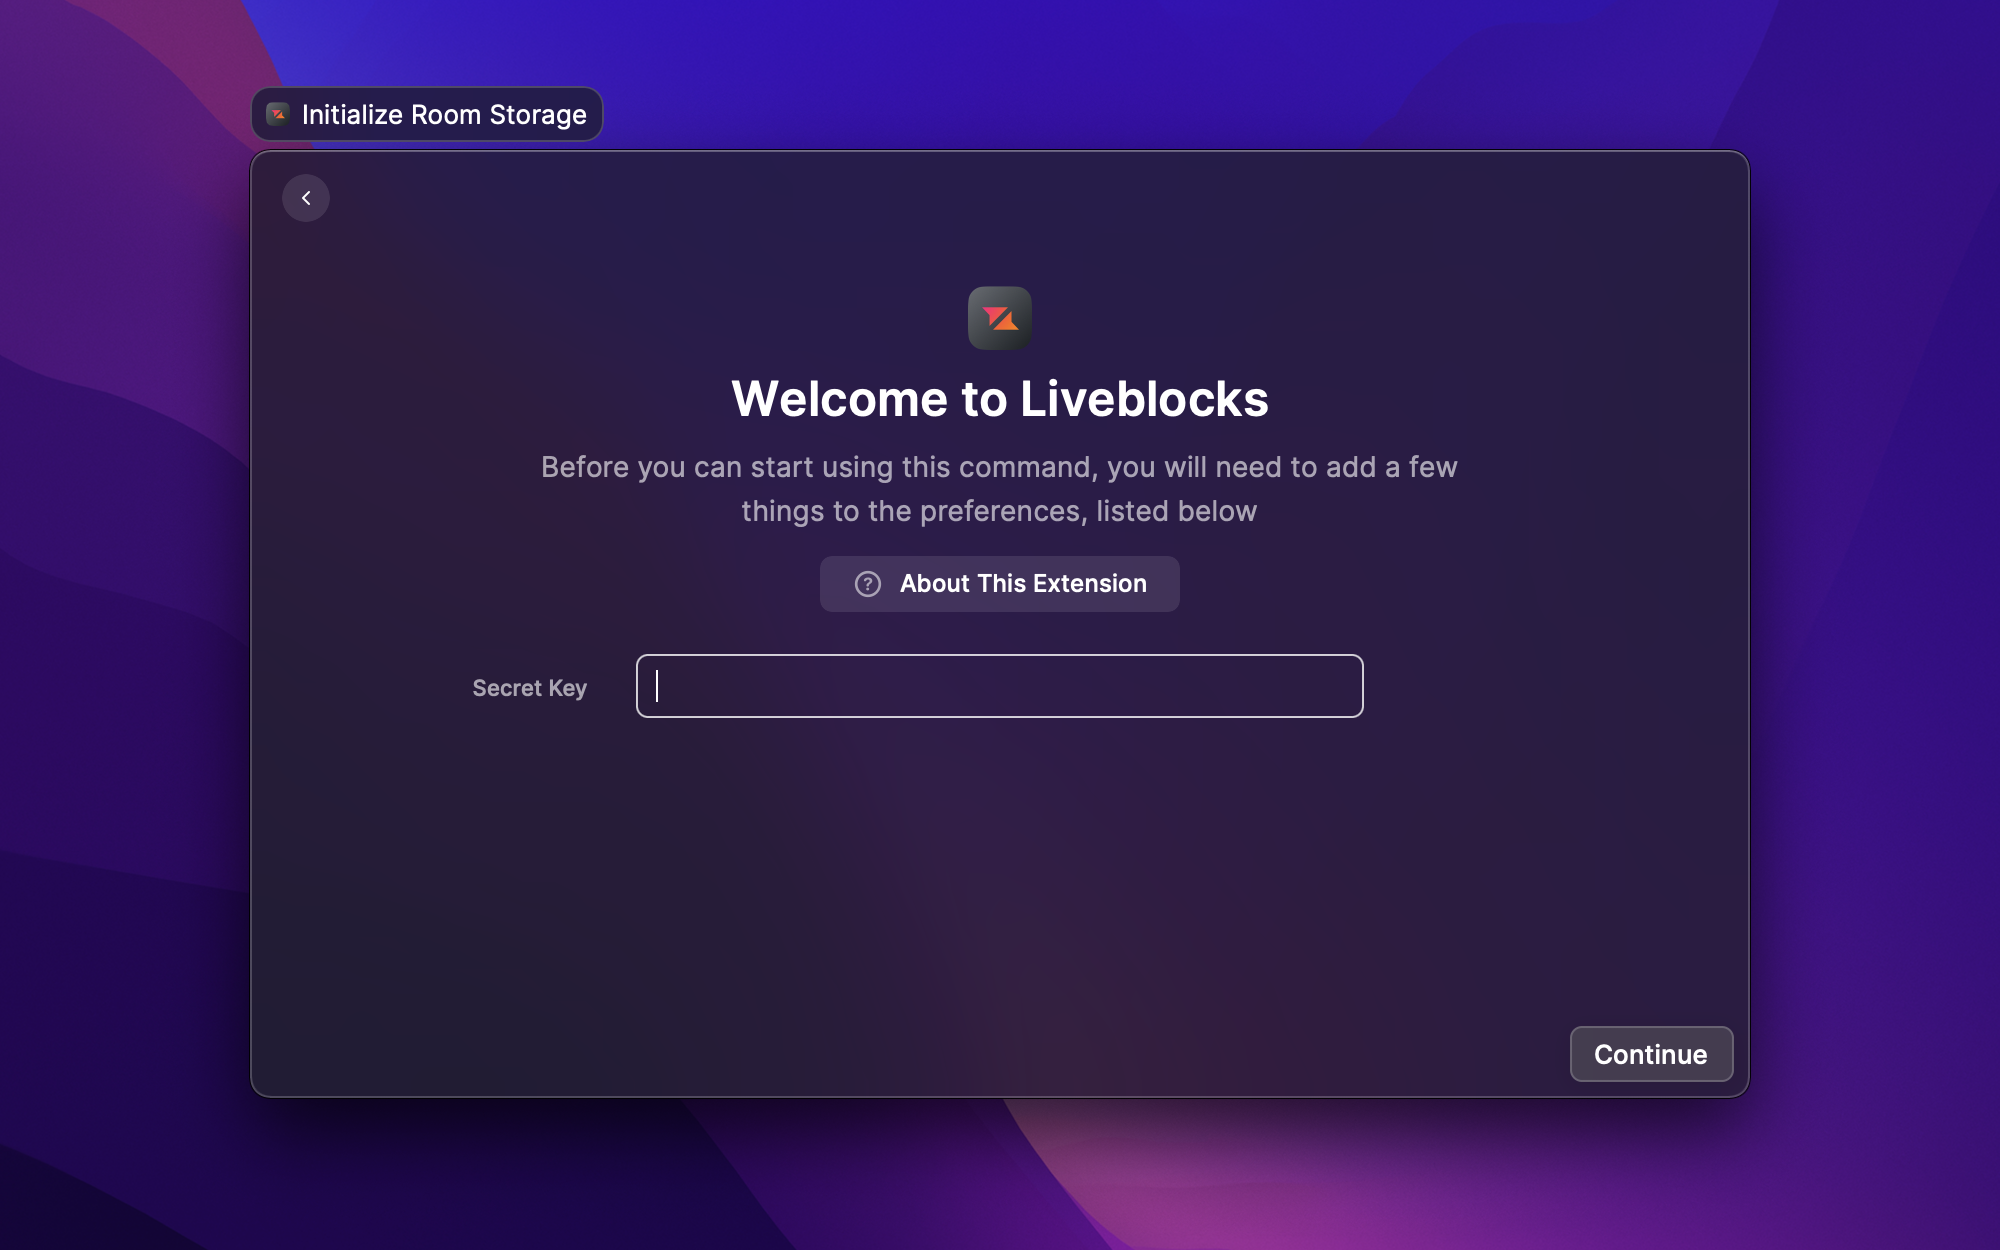 Initialize Room Storage
Welcome to Liveblocks
Before you can start using this command, you will need to add a few
things to the preferences, listed below
? About This Extension
Secret Key
Continue